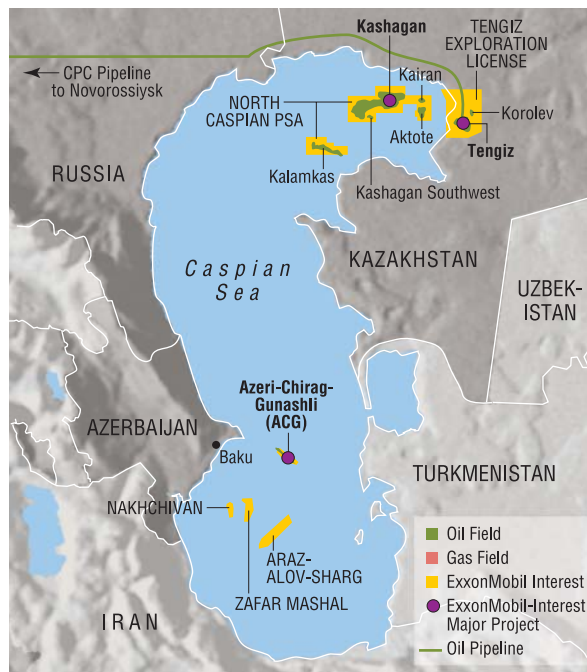 Kashagan
TENGIZ
EXPLORATION
LICENSE
CPC Pipeline
to Novorossiysk
Kairan
NORTH
CASPIAN PSA
Korolev
Aktote
Tengiz
Kalamkas
Kashagan Southwest
RUSSIA
KAZAKHSTAN
Caspian
Sea
UZBEK-
ISTAN
Azeri-Chirag-
Gunashli
(ACG)
AZERBAIJAN
Baku
TURKMENISTAN
NAKHCHIVAN
ARAZ-
ALOV-SHARG
ZAFAR MASHAL
IRAN
Oil Field
Gas Field
ExxonMobil Interest
ExxonMobil-Interest
Major Project
Oil Pipeline